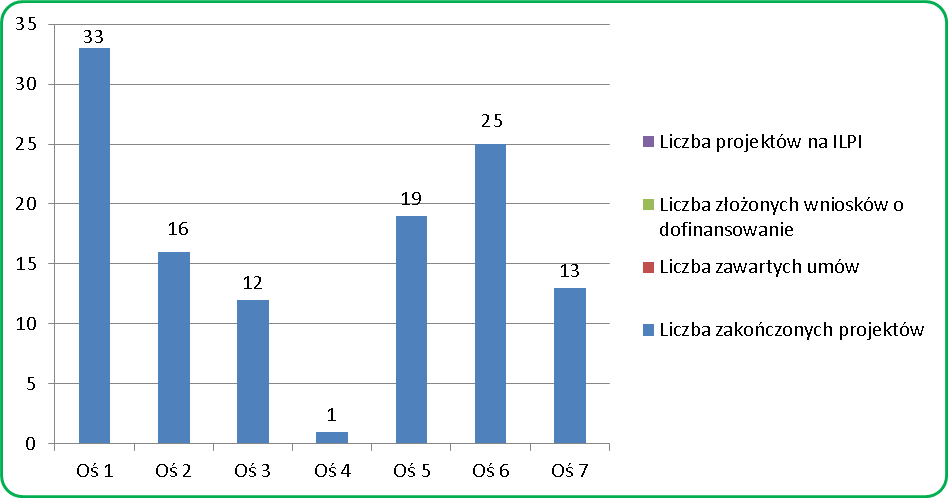 35
30
25
20
15
10
5
0
33
16
12
1
19
25
13
Oś 1
Oś 2
Oś 3
Oś 4
Oś 5
Oś 6
Oś 7
Liczba projektów na ILPI
Liczba złożonych wniosków o
dofinansowanie
Liczba zawartych umów
Liczba zakończonych projektów